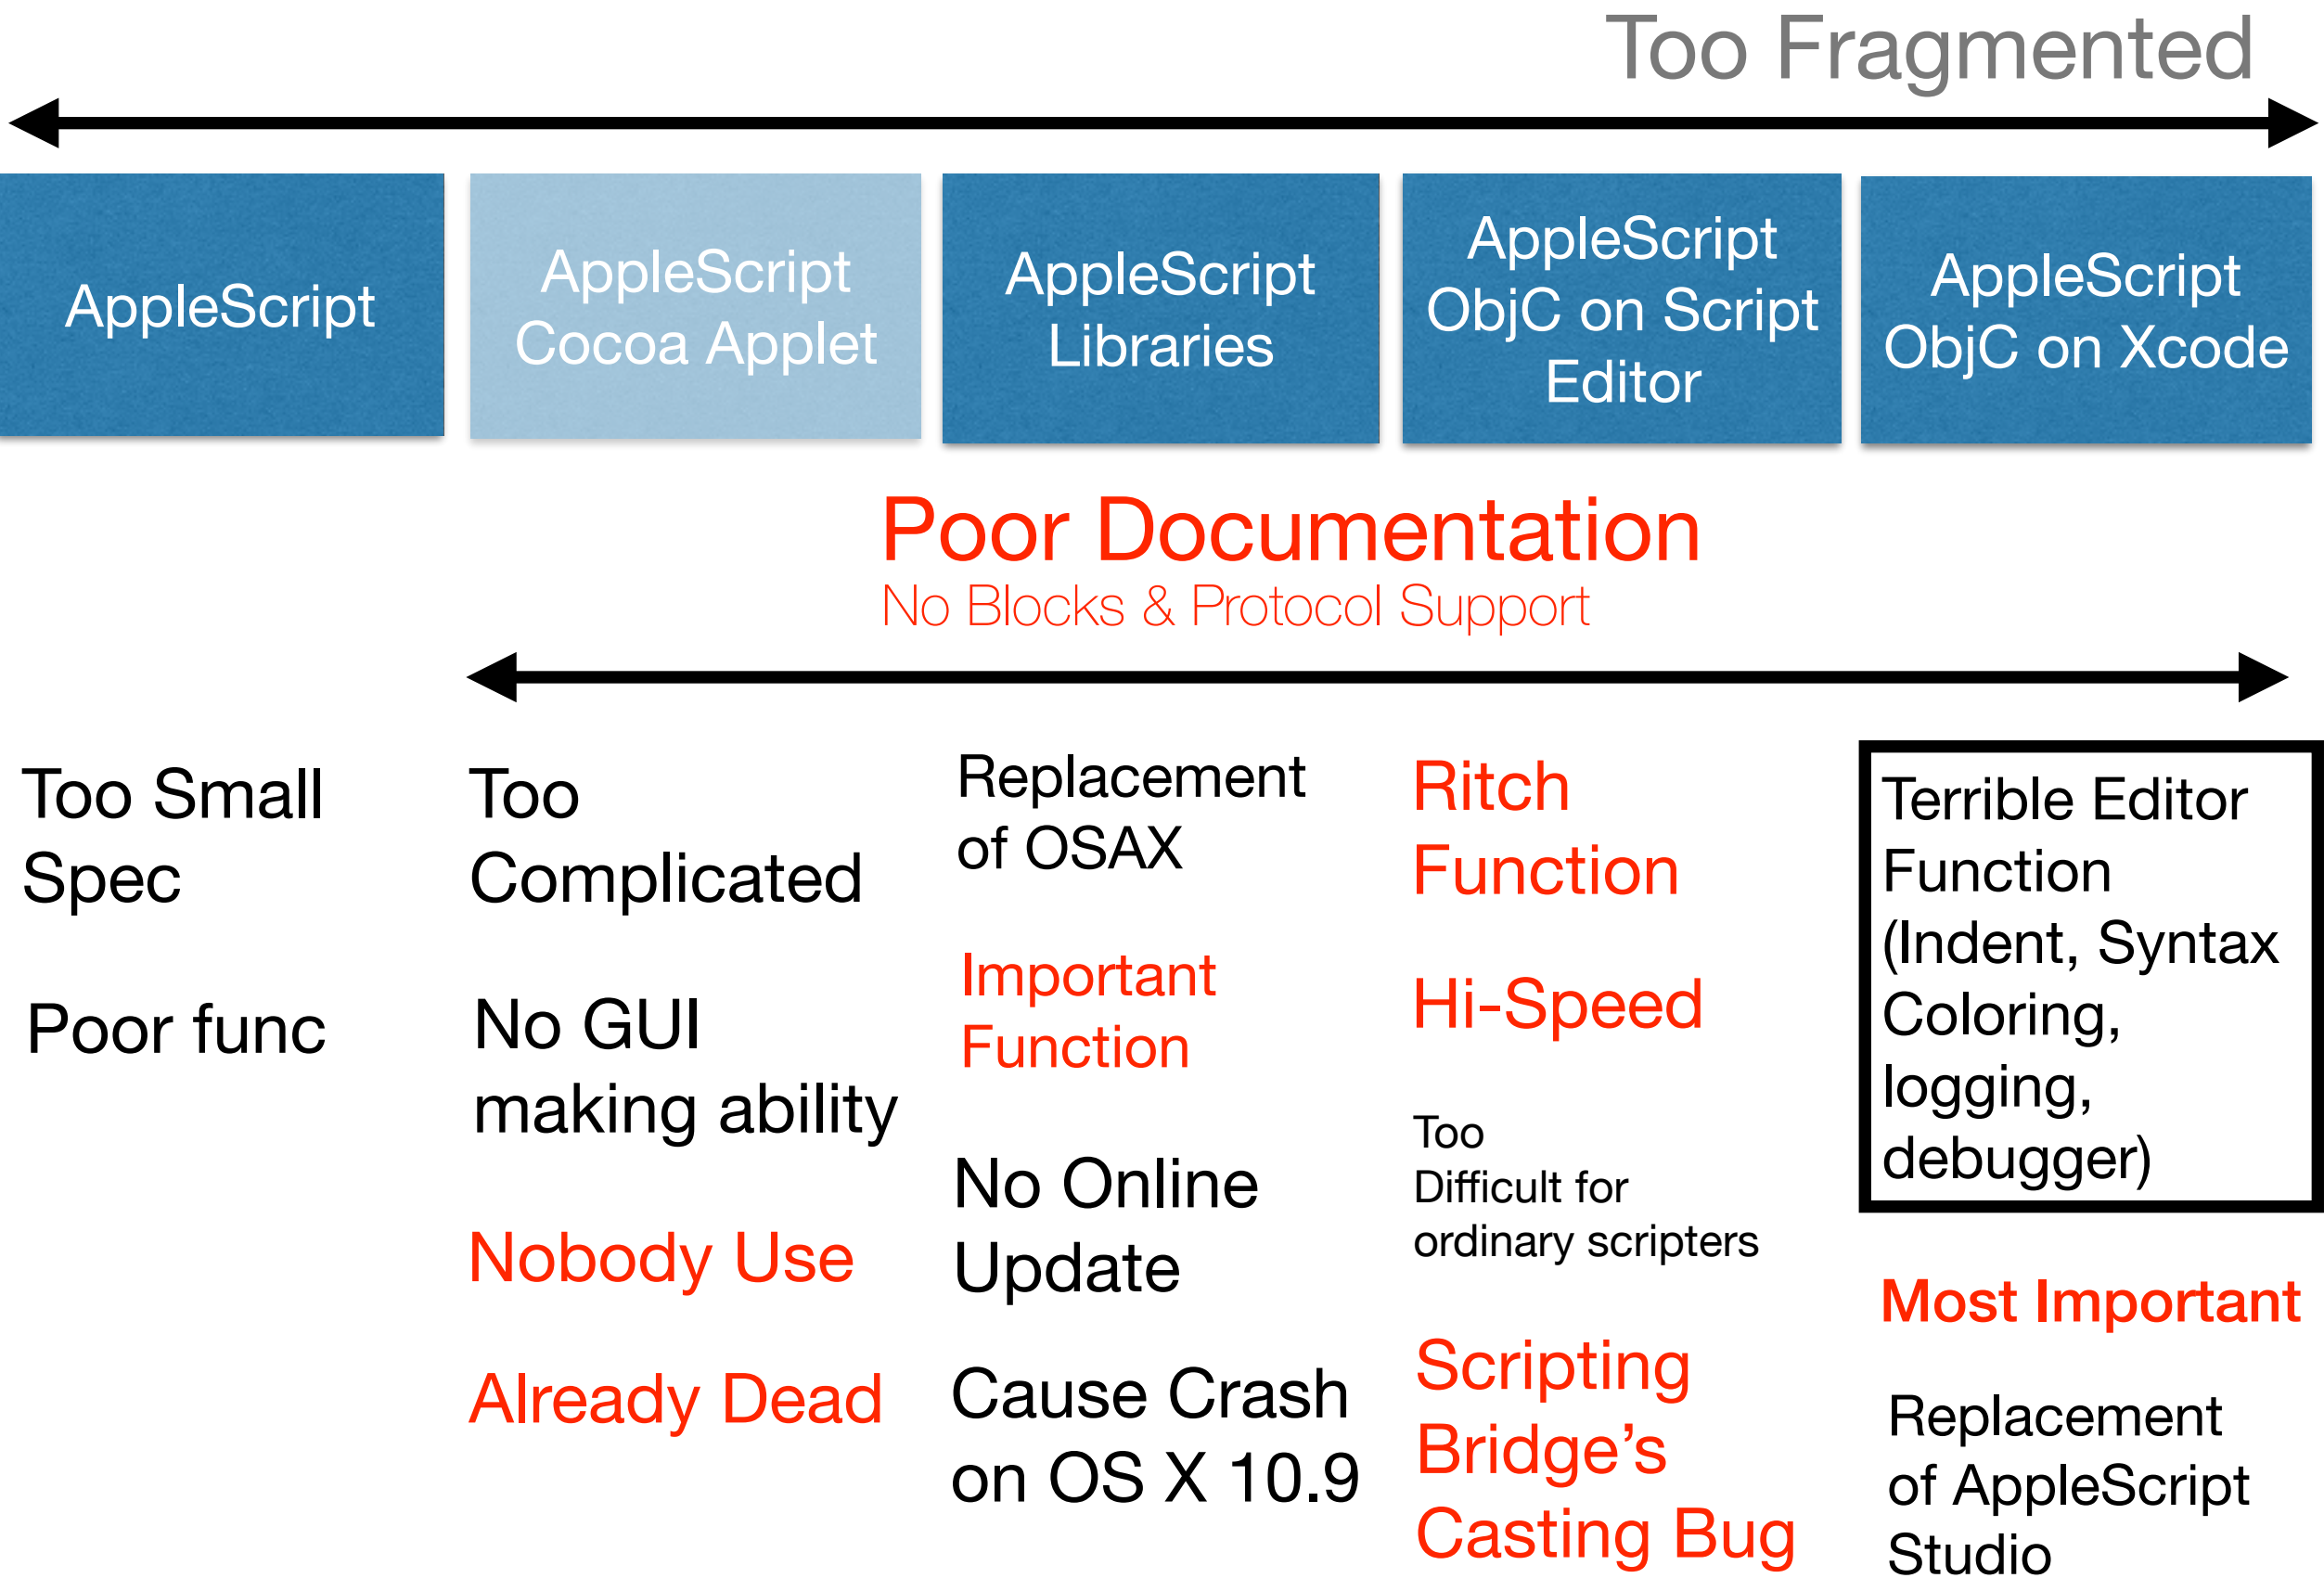 Too Fragmented
AppleScript
AppleScript
Cocoa Applet
AppleScript
Libraries
AppleScript
ObjC on Script
Editor
AppleScript
ObjC on Xcode
Poor Documentation
No Blocks & Protocol Support
Too Small
Spec
Poor func
Too
Complicated
No GUI
making ability
Nobody Use
Already Dead
Replacement
of OSAX
Important
Function
No Online
Update
Cause Crash
on OS X 10.9
Ritch
Function
Hi-Speed
Too
Difficult for
ordinary scripters
Scripting
Bridge’s
Casting Bug
Terrible Editor
Function
(Indent, Syntax
Coloring,
logging,
debugger)
Most Important
Replacement
of AppleScript
Studio